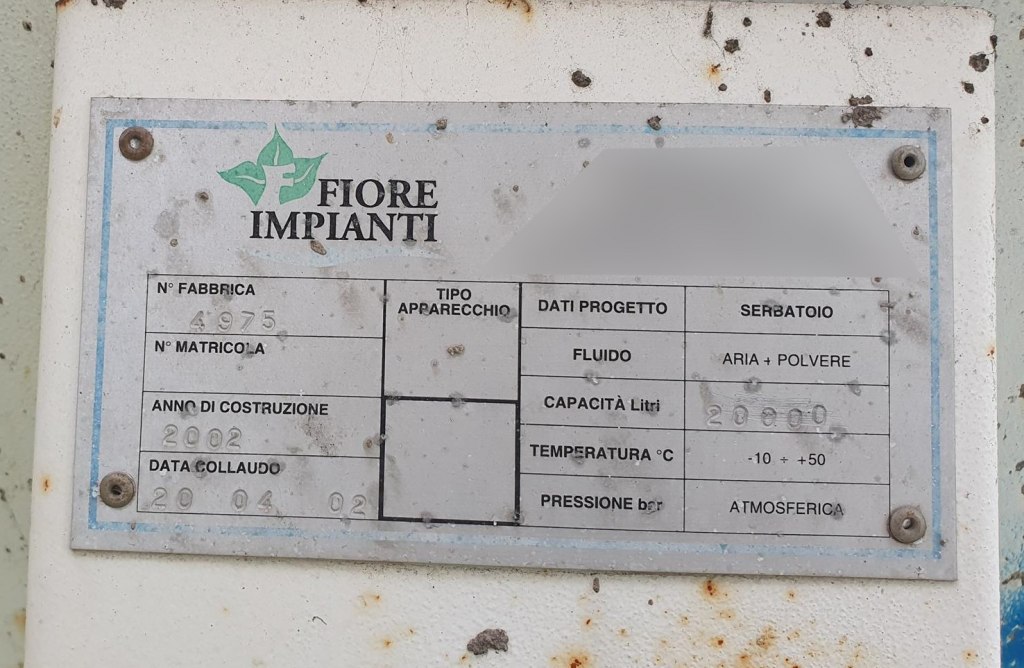 F FIORE
IMPIANTI
N° FABBRICA
4975
N° MATRICOLA
ANNO DI COSTRUZIONE
2002
DATA COLLAUDO
20 04 02
TIPO
APPARECCHIO
DATI PROGETTO
SERBATOIO
FLUIDO
ARIA + POLVERE
CAPACITÀ Litri
20000
TEMPERATURA °C
-10 ÷ +50
PRESSIONE bar
ATMOSFERICA